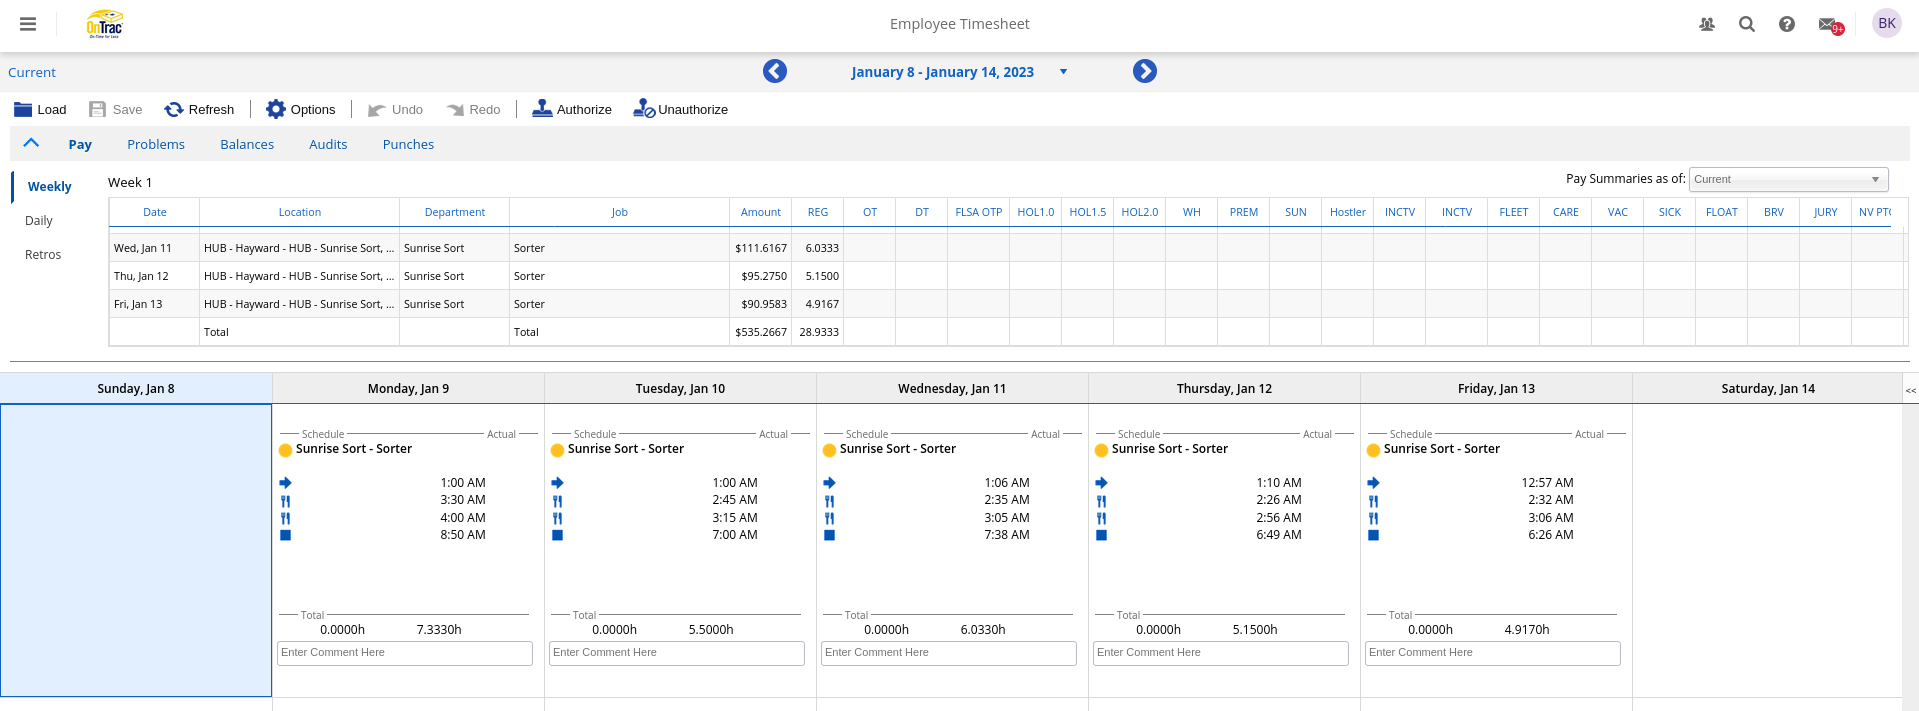 OnTrac
Employee Timesheet
9+
BK
Current
January 8 - January 14, 2023
Load Save Refresh Options Undo Redo Authorize Unauthorize
Pay Problems Balances Audits Punches
Weekly
Daily
Retros
Week 1
Pay Summaries as of: Current
Date Location Department Job Amount REG OT DT FLSA OTP HOL1.0 HOL1.5 HOL2.0 WH PREM SUN Hostler INCTV INCTV FLEET CARE VAC SICK FLOAT BRV JURY NV PT
Wed, Jan 11 HUB - Hayward - HUB - Sunrise Sort, ... Sunrise Sort Sorter $111.6167 6.0333
Thu, Jan 12 HUB - Hayward - HUB - Sunrise Sort, ... Sunrise Sort Sorter $95.2750 5.1500
Fri, Jan 13 HUB - Hayward - HUB - Sunrise Sort, ... Sunrise Sort Sorter $90.9583 4.9167
Total Total $535.2667 28.9333
Sunday, Jan 8 Monday, Jan 9 Tuesday, Jan 10 Wednesday, Jan 11 Thursday, Jan 12 Friday, Jan 13 Saturday, Jan 14 <<
Schedule Actual Schedule Actual Schedule Actual Schedule Actual Schedule Actual
Sunrise Sort - Sorter Sunrise Sort - Sorter Sunrise Sort - Sorter Sunrise Sort - Sorter Sunrise Sort - Sorter
1:00 AM 1:00 AM 1:06 AM 1:10 AM 12:57 AM
3:30 AM 2:45 AM 2:35 AM 2:26 AM 2:32 AM
4:00 AM 3:15 AM 3:05 AM 2:56 AM 3:06 AM
8:50 AM 7:00 AM 7:38 AM 6:49 AM 6:26 AM
Total Total Total Total Total
0.0000h 7.3330h 0.0000h 5.5000h 0.0000h 6.0330h 0.0000h 5.1500h 0.0000h 4.9170h
Enter Comment Here Enter Comment Here Enter Comment Here Enter Comment Here Enter Comment Here